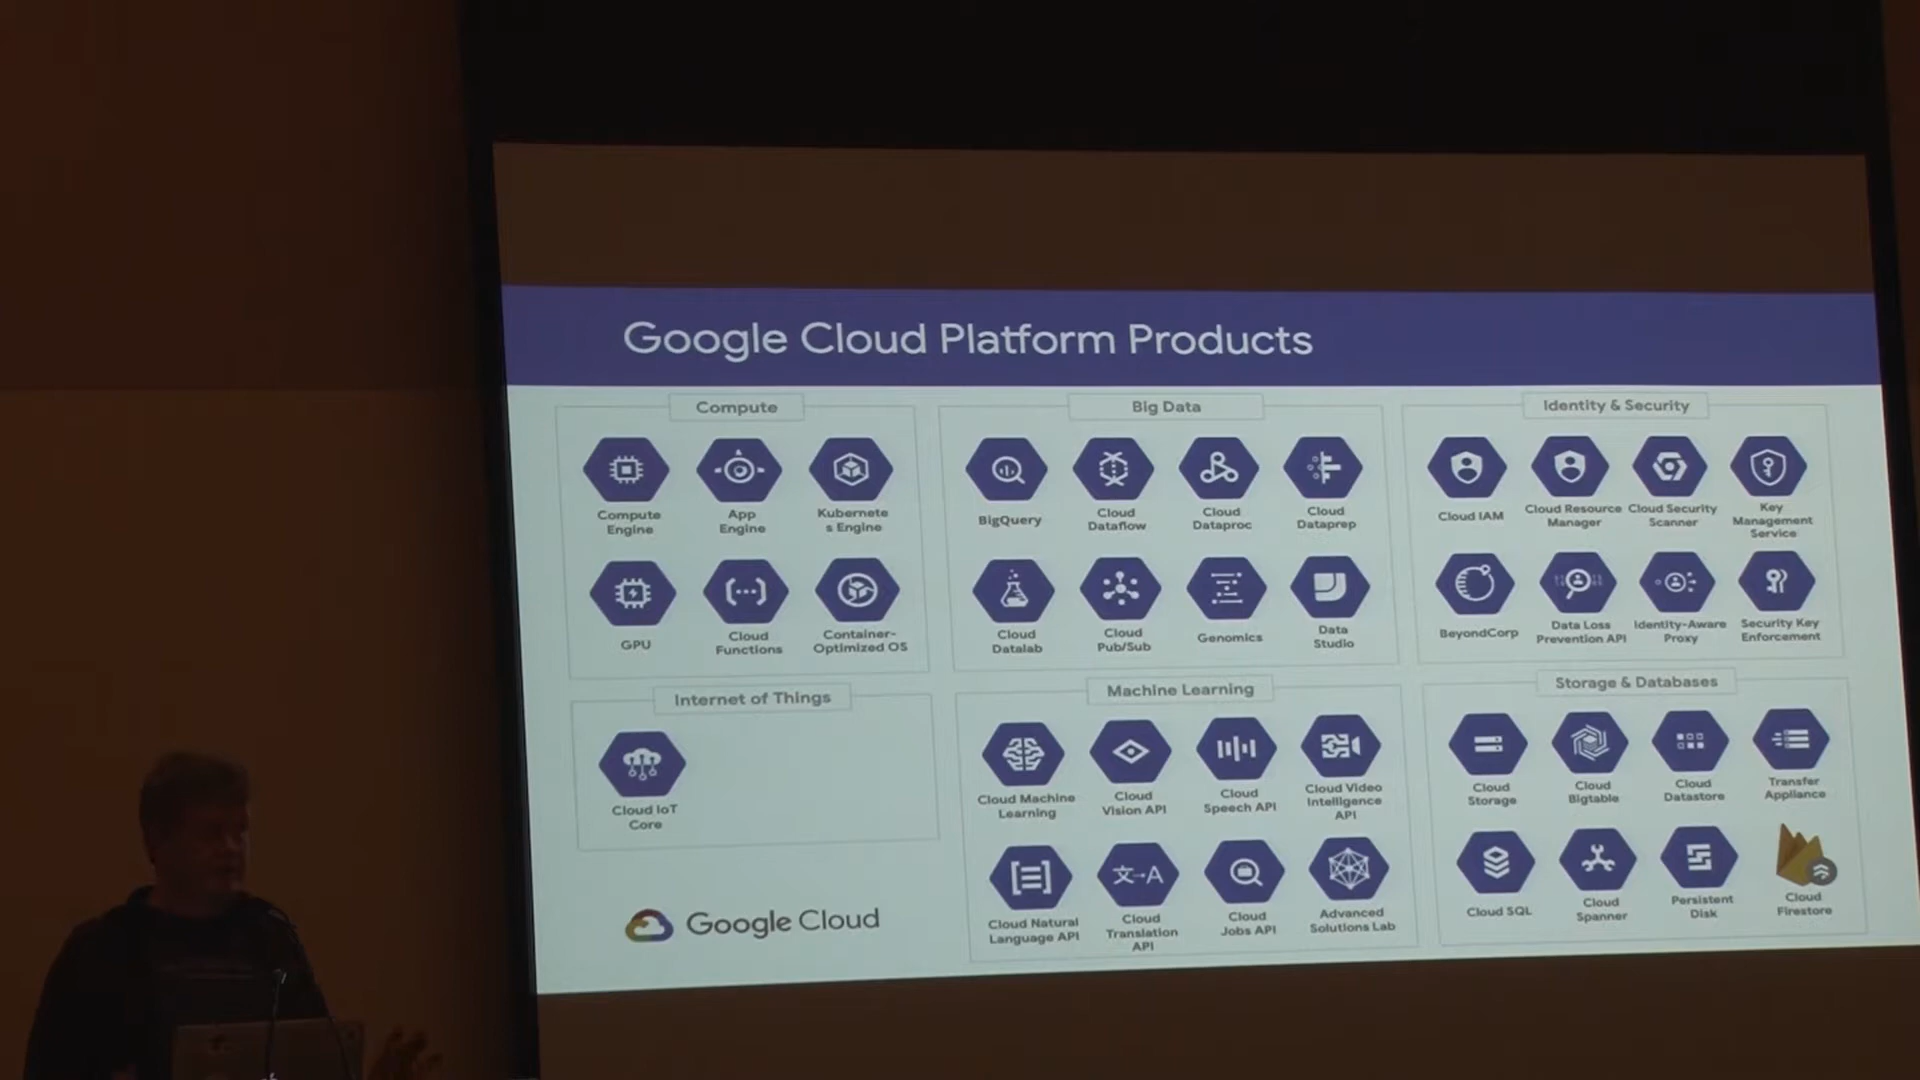 Google Cloud Platform Products
Compute
Compute
Engine
App
Engine
Kubernete
s Engine
GPU
Cloud
Functions
Container-
Optimized OS
Big Data
BigQuery
Cloud
Dataflow
Cloud
Dataproc
Cloud
Dataprep
Cloud
Datalab
Cloud
Pub/Sub
Genomics
Data
Studio
Identity & Security
Cloud IAM
Cloud Resource
Manager
Cloud Security
Scanner
Key
Management
Service
BeyondCorp
Data Loss
Prevention API
Identity-Aware
Proxy
Security Key
Enforcement
Internet of Things
Cloud IoT
Core
Machine Learning
Cloud Machine
Learning
Cloud
Vision API
Cloud
Speech API
Cloud Video
Intelligence
API
Cloud Natural
Language API
文→A
Cloud
Translation
API
Cloud
Jobs API
Advanced
Solutions Lab
Storage & Databases
Cloud
Storage
Cloud
Bigtable
Cloud
Datastore
Transfer
Appliance
Cloud SQL
Cloud
Spanner
Persistent
Disk
Cloud
Firestore
Google Cloud